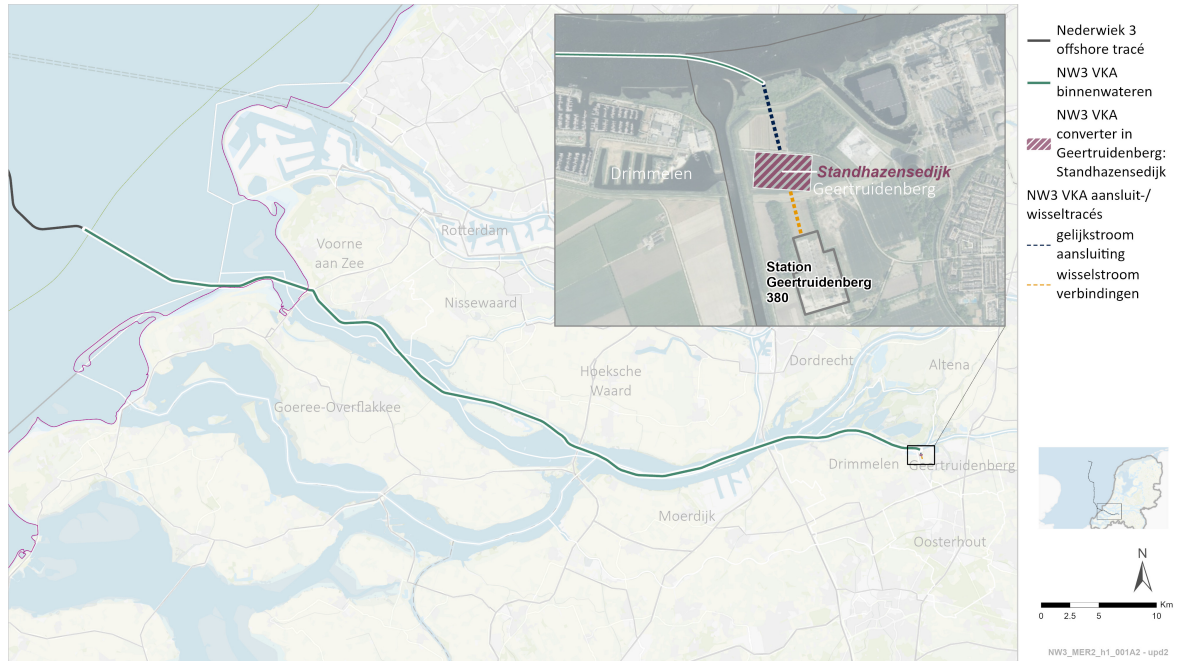 Nederwiek 3
offshore tracé
NW3 VKA
binnenwateren
NW3 VKA
converter in
Geertruidenberg:
Standhazensedijk
NW3 VKA aansluit-/
wisseltracés
gelijkstroom
aansluiting
wisselstroom
verbindingen
Drimmelen
Standhazensedijk
Geertruidenberg
Station
Geertruidenberg
380
Rotterdam
Voorne
aan Zee
Nissewaard
Hoeksche
Waard
Dordrecht
Altena
Goeree-Overflakkee
Drimmelen
Geertruidenberg
Moerdijk
Oosterhout
N
Km
0 2.5 5 10
NW3_MER2_h1_001A2 - upd2